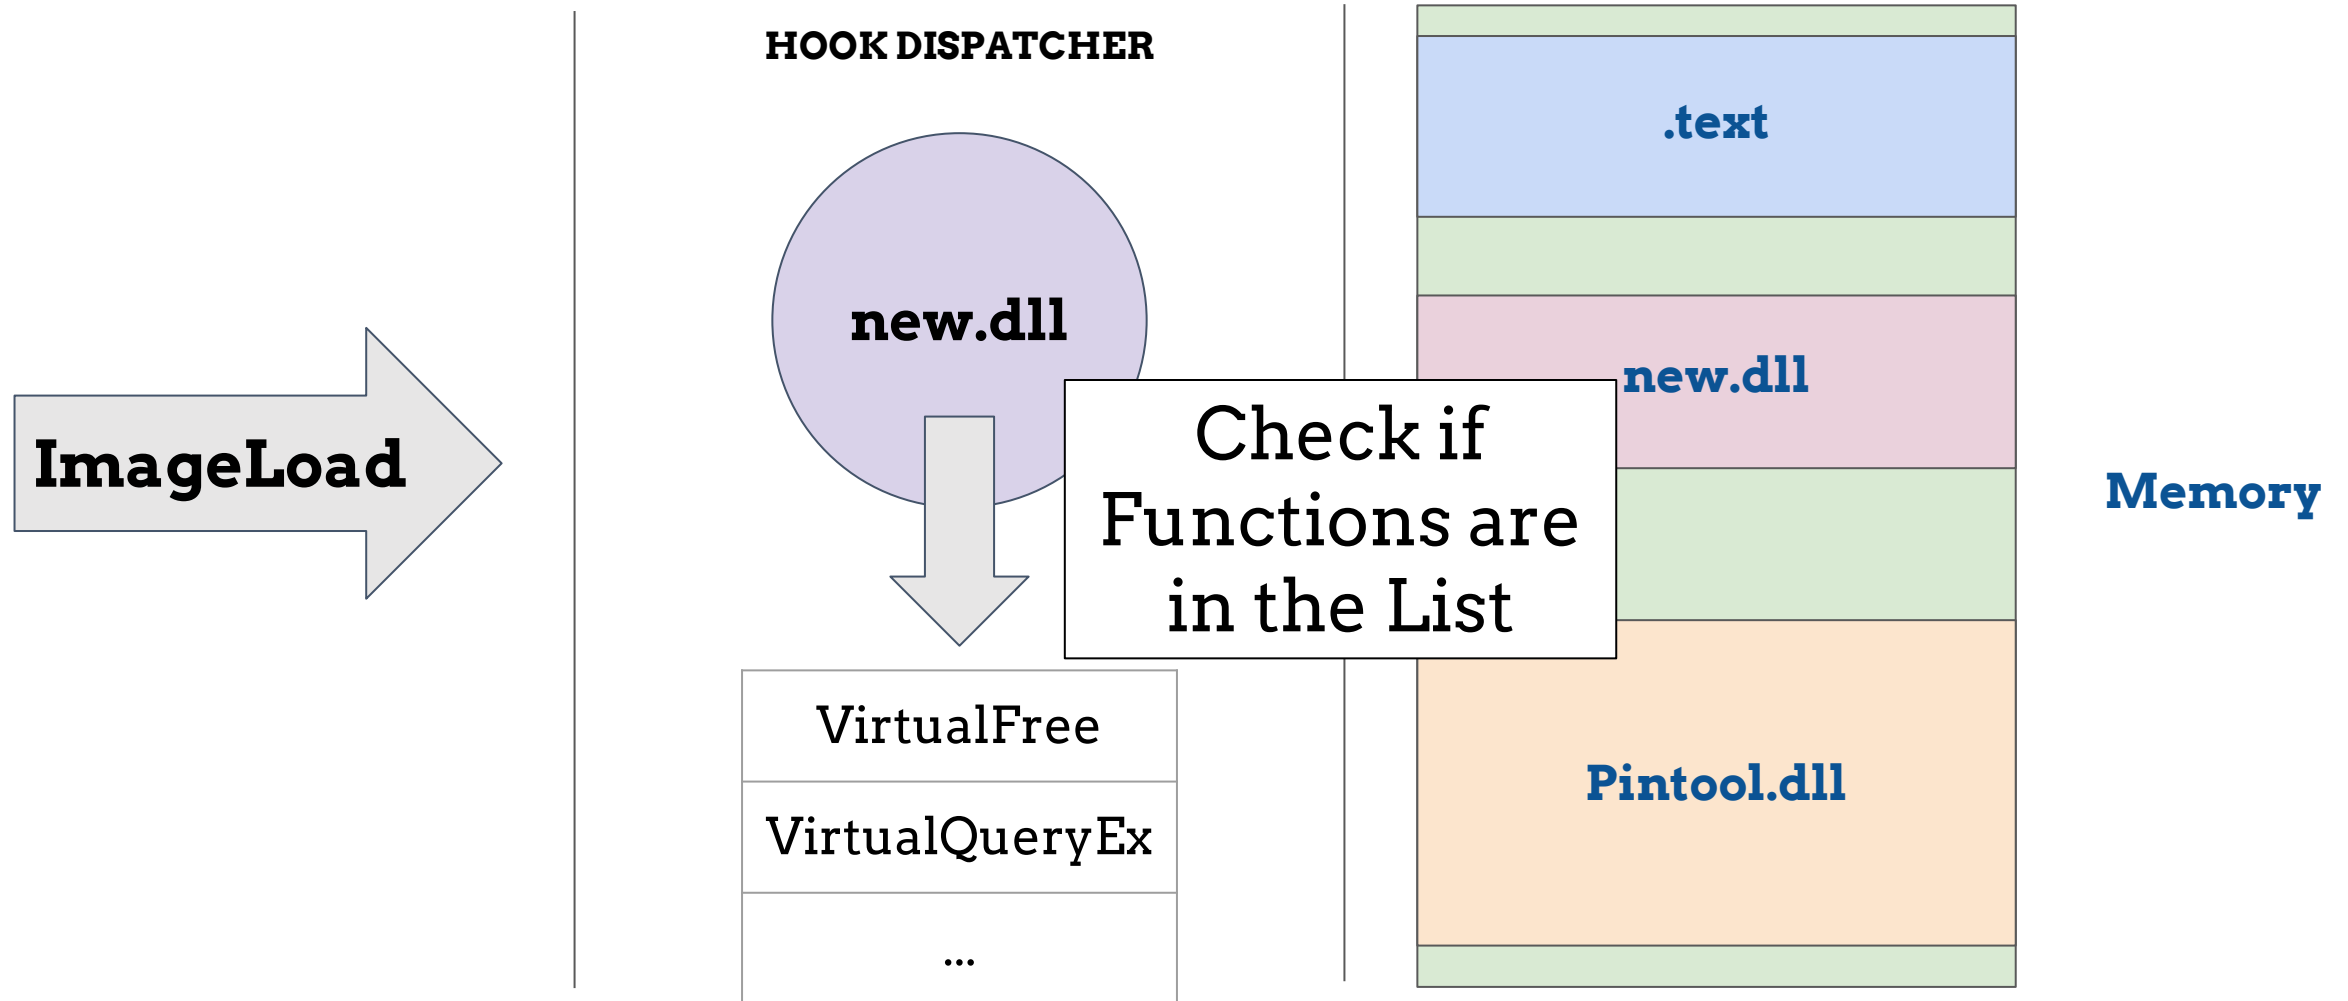 ImageLoad
HOOK DISPATCHER
new.dll
Check if
Functions are
in the List
VirtualFree
VirtualQueryEx
...
.text
new.dll
Pintool.dll
Memory